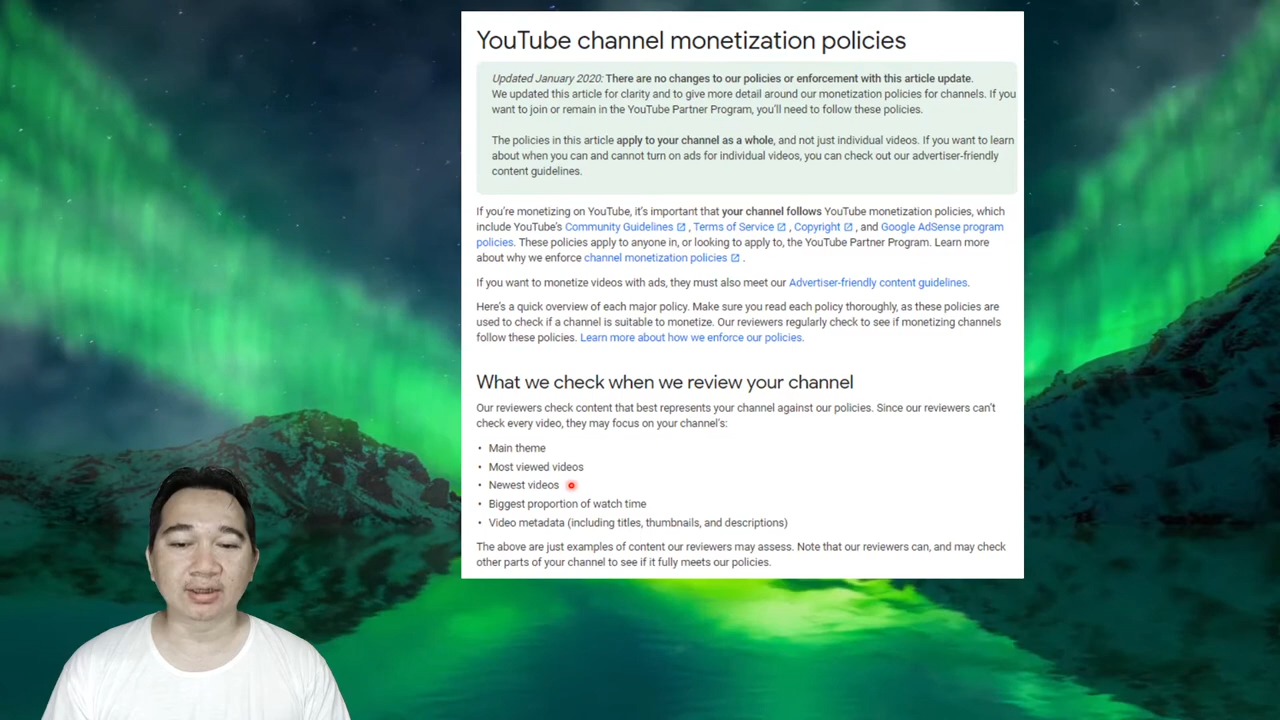 YouTube channel monetization policies
Updated January 2020: There are no changes to our policies or enforcement with this article update.
We updated this article for clarity and to give more detail around our monetization policies for channels. If you
want to join or remain in the YouTube Partner Program, you'll need to follow these policies.
The policies in this article apply to your channel as a whole, and not just individual videos. If you want to learn
about when you can and cannot turn on ads for individual videos, you can check out our advertiser-friendly
content guidelines.
If you're monetizing on YouTube, it's important that your channel follows YouTube monetization policies, which
include YouTube's Community Guidelines , Terms of Service , Copyright , and Google AdSense program
policies. These policies apply to anyone in, or looking to apply to, the YouTube Partner Program. Learn more
about why we enforce channel monetization policies .
If you want to monetize videos with ads, they must also meet our Advertiser-friendly content guidelines.
Here's a quick overview of each major policy. Make sure you read each policy thoroughly, as these policies are
used to check if a channel is suitable to monetize. Our reviewers regularly check to see if monetizing channels
follow these policies. Learn more about how we enforce our policies.
What we check when we review your channel
Our reviewers check content that best represents your channel against our policies. Since our reviewers can't
check every video, they may focus on your channel's:
• Main theme
• Most viewed videos
• Newest videos
• Biggest proportion of watch time
• Video metadata (including titles, thumbnails, and descriptions)
The above are just examples of content our reviewers may assess. Note that our reviewers can, and may check
other parts of your channel to see if it fully meets our policies.